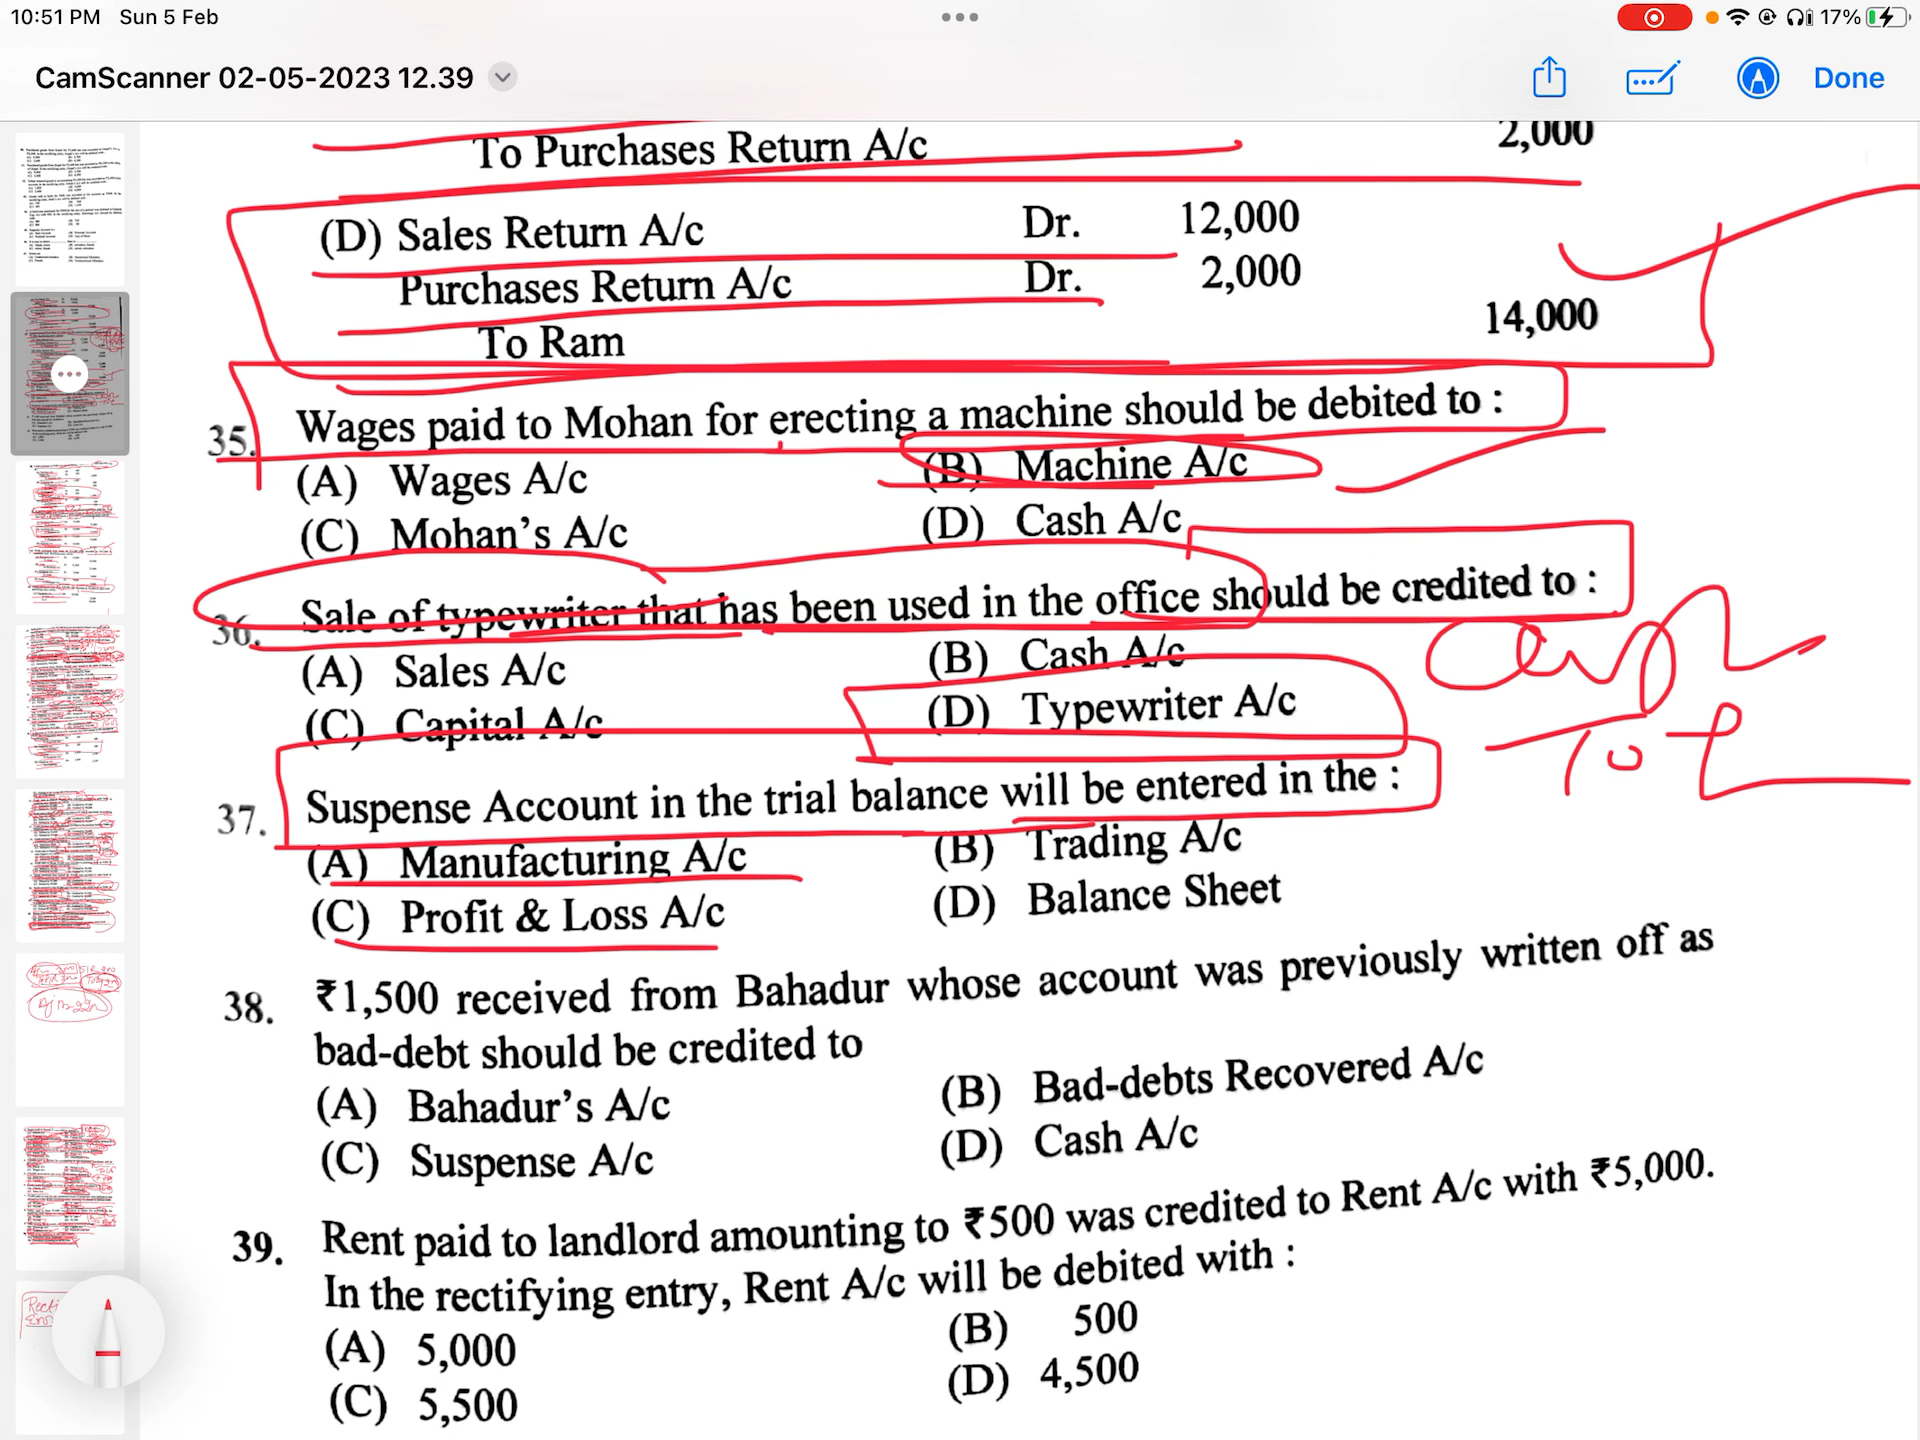 10:51 PM Sun 5 Feb
17%
CamScanner 02-05-2023 12.39
Done
To Purchases Return A/c 2,000
(D) Sales Return A/c Dr. 12,000
Purchases Return A/c Dr. 2,000
To Ram 14,000
35. Wages paid to Mohan for erecting a machine should be debited to :
(A) Wages A/c (B) Machine A/c
(C) Mohan's A/c (D) Cash A/c
36. Sale of typewriter that has been used in the office should be credited to :
(A) Sales A/c (B) Cash A/c
(C) Capital A/c (D) Typewriter A/c
To
37. Suspense Account in the trial balance will be entered in the :
(A) Manufacturing A/c (B) Trading A/c
(C) Profit & Loss A/c (D) Balance Sheet
38. ₹1,500 received from Bahadur whose account was previously written off as
bad-debt should be credited to
(A) Bahadur's A/c (B) Bad-debts Recovered A/c
(C) Suspense A/c (D) Cash A/c
39. Rent paid to landlord amounting to ₹500 was credited to Rent A/c with ₹5,000.
In the rectifying entry, Rent A/c will be debited with :
(A) 5,000 (B) 500
(C) 5,500 (D) 4,500